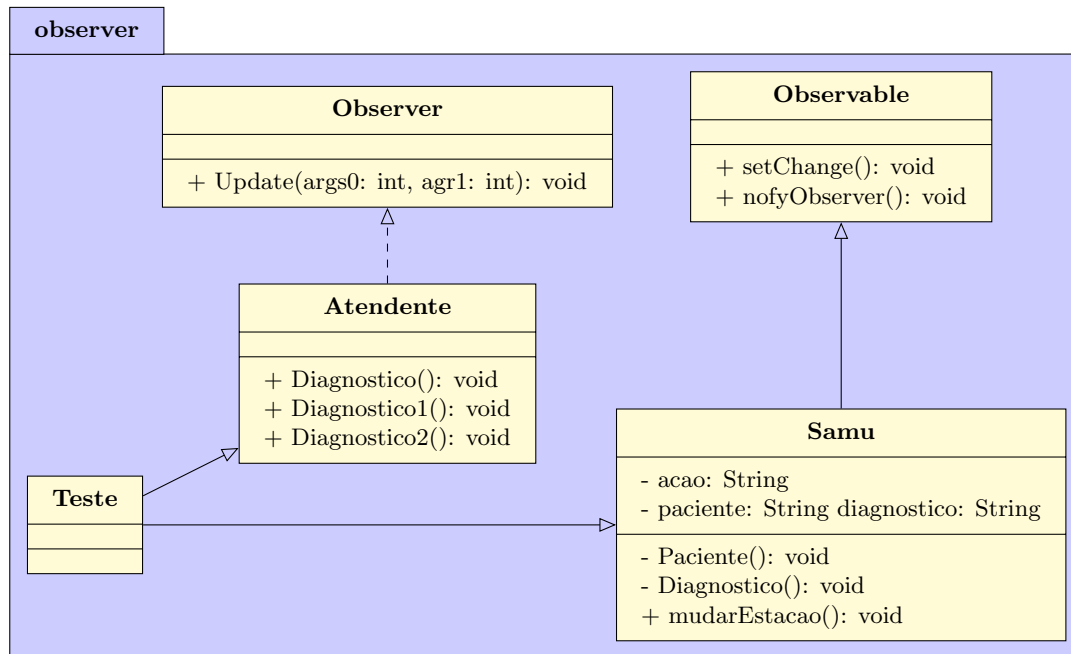 observer
Observer
+ Update(args0: int, agr1: int): void
Observable
+ setChange(): void
+ nofyObserver(): void
Atendente
+ Diagnostico(): void
+ Diagnostico1(): void
+ Diagnostico2(): void
Teste
Samu
- acao: String
- paciente: String diagnostico: String
- Paciente(): void
- Diagnostico(): void
+ mudarEstacao(): void